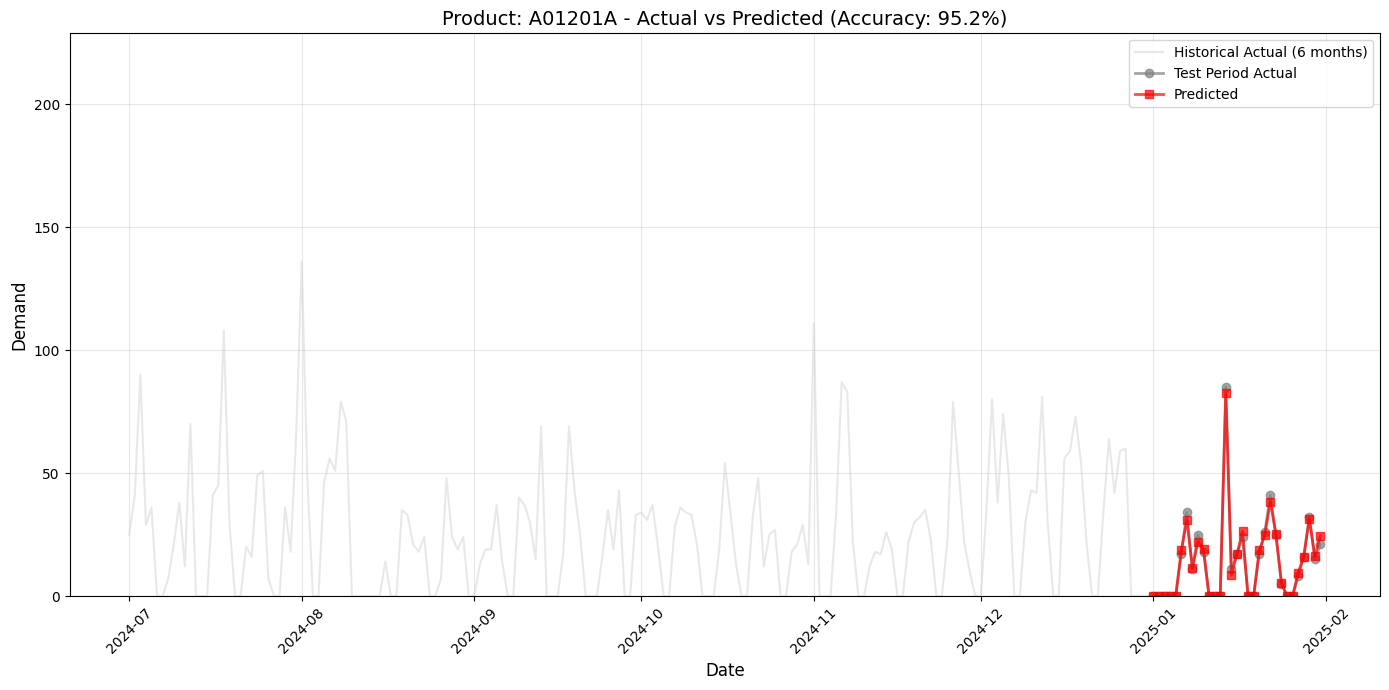 Product: A01201A - Actual vs Predicted (Accuracy: 95.2%)
Historical Actual (6 months)
Test Period Actual
Predicted
Demand
200
150
100
50
0
2024-07
2024-08
2024-09
2024-10
2024-11
2024-12
2025-01
2025-02
Date